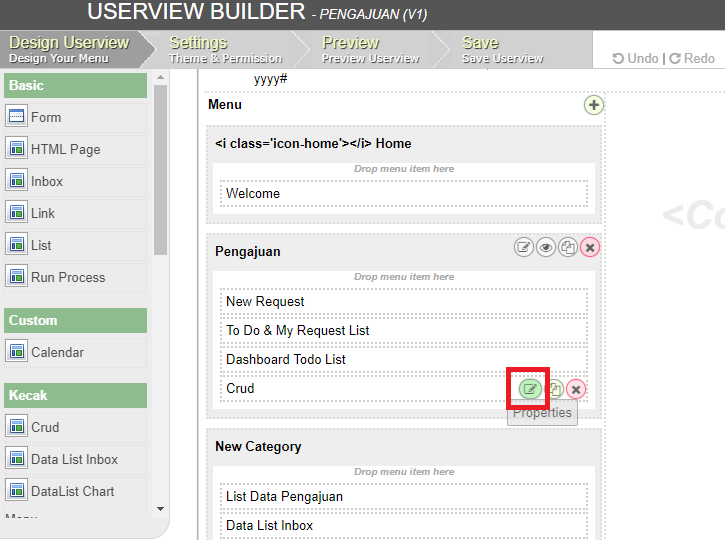 USERVIEW BUILDER - PENGAJUAN (V1)
Design Userview
Design Your Menu
Settings
Theme & Permission
Preview
Preview Userview
Save
Save Userview
Undo | Redo
Basic
Form
HTML Page
Inbox
Link
List
Run Process
Custom
Calendar
Kecak
Crud
Data List Inbox
DataList Chart
yyyy#
Menu
<i class='icon-home'></i> Home
Drop menu item here
Welcome
Pengajuan
Drop menu item here
New Request
To Do & My Request List
Dashboard Todo List
Crud
Properties
New Category
Drop menu item here
List Data Pengajuan
Data List Inbox